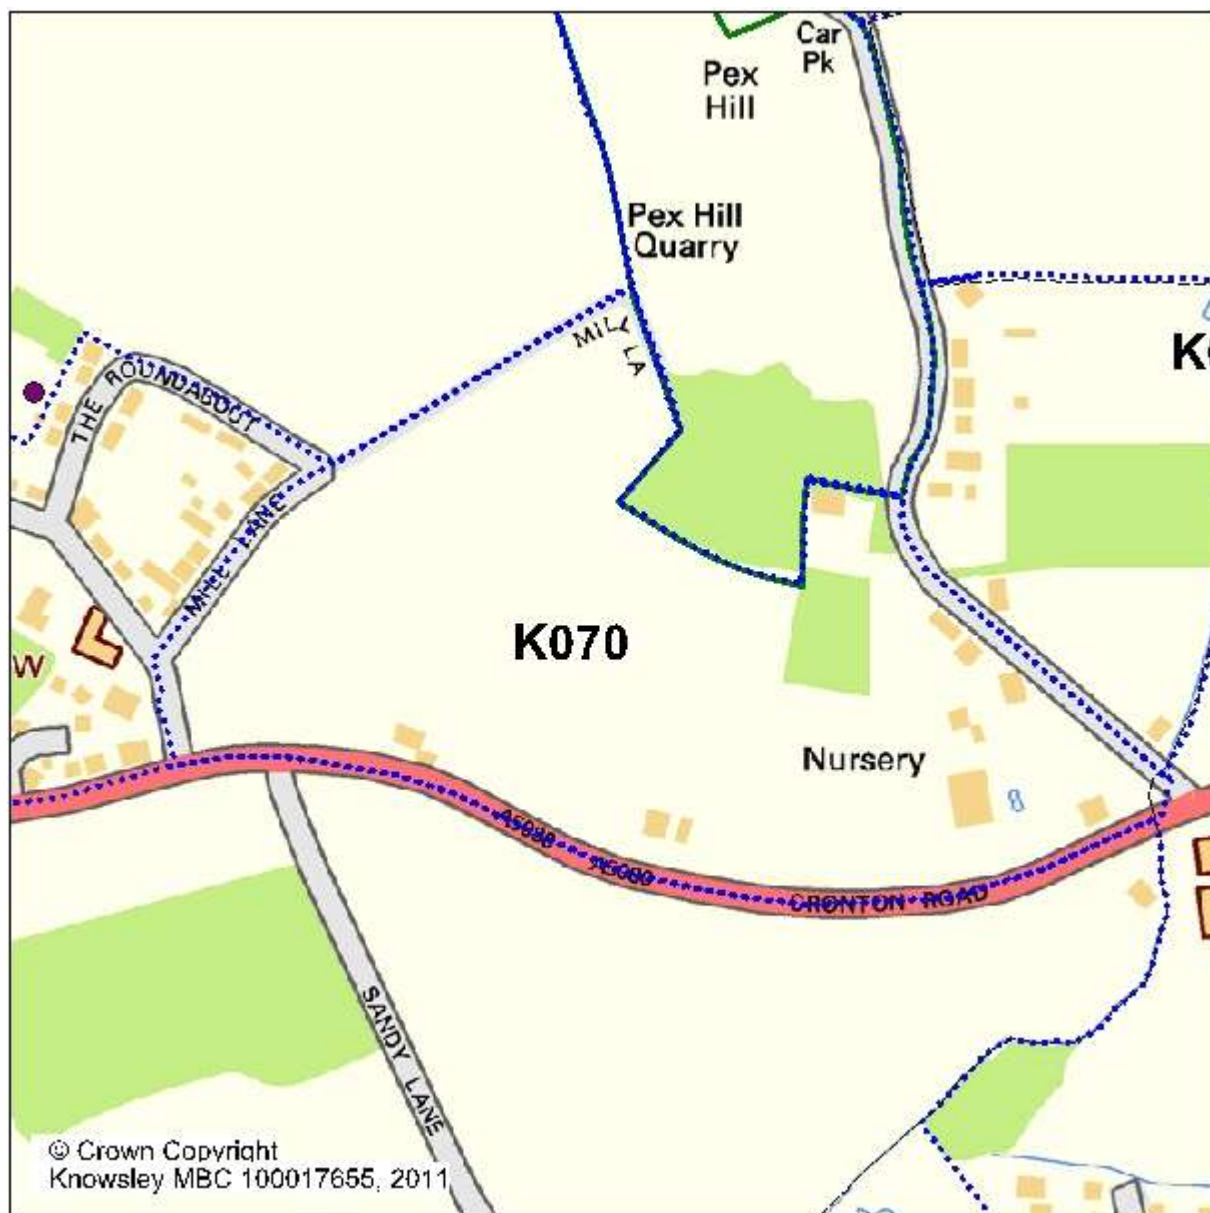 Car
Pk
Pex
Hill
Pex Hill
Quarry
MILL LA
THE ROUNDABOUT
MILL LANE
K070
W
Nursery
A5080
A5080
CRONTON ROAD
SANDY LANE
© Crown Copyright
Knowsley MBC 100017655, 2011